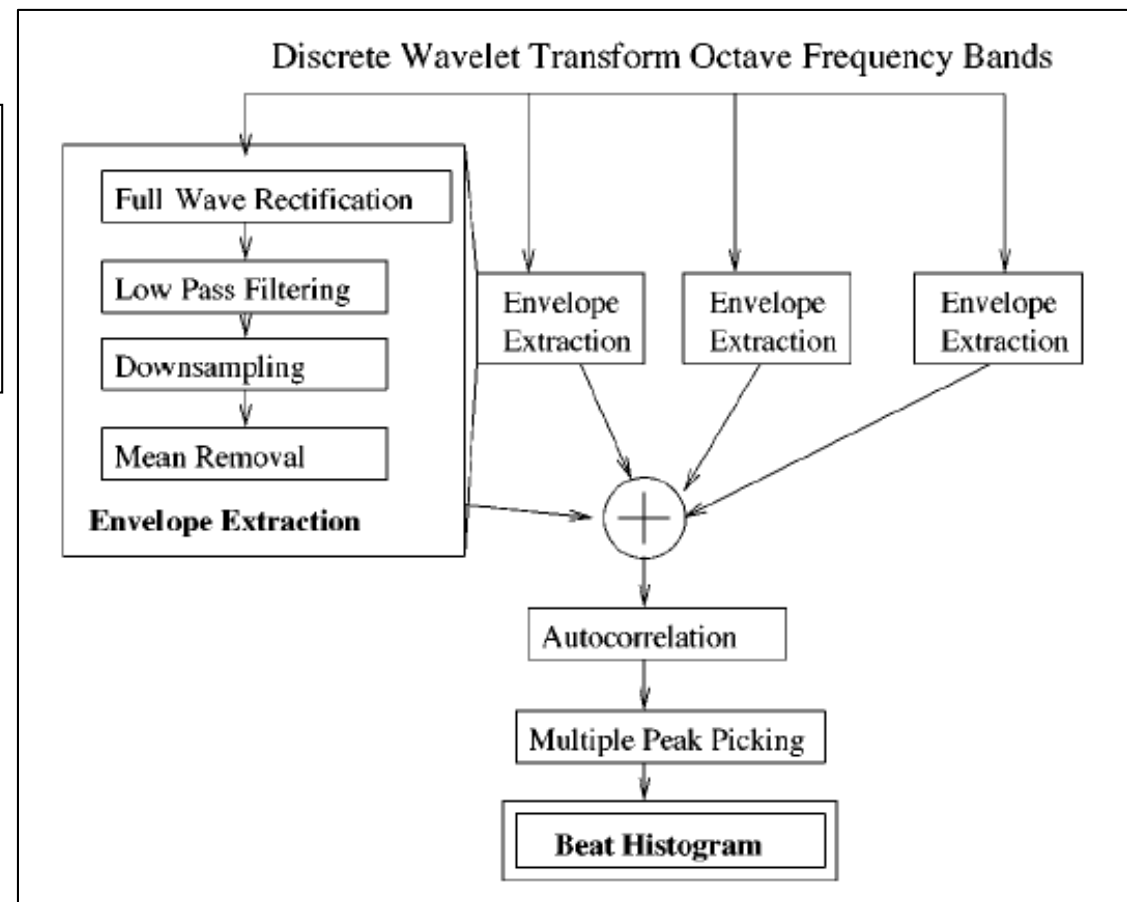 Discrete Wavelet Transform Octave Frequency Bands
Full Wave Rectification
Low Pass Filtering
Downsampling
Mean Removal
Envelope Extraction
Envelope
Extraction
Envelope
Extraction
Envelope
Extraction
Autocorrelation
Multiple Peak Picking
Beat Histogram